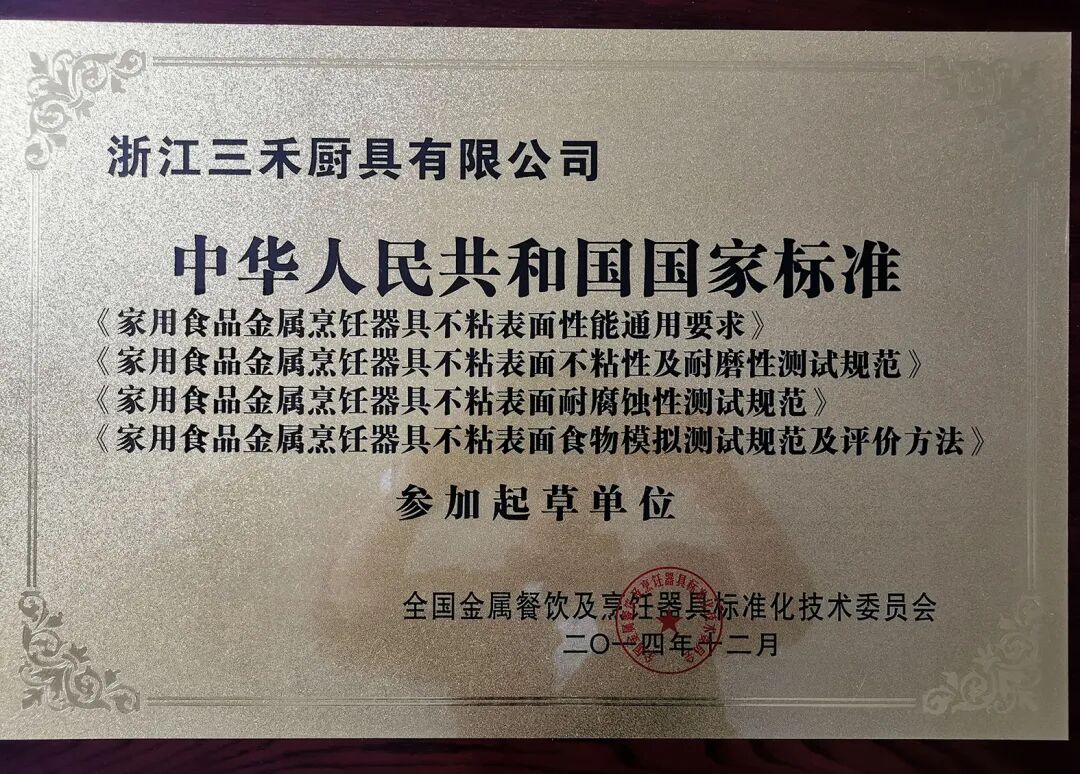 浙江三禾厨具有限公司
中华人民共和国国家标准
《家用食品金属烹饪器具不粘表面性能通用要求》
《家用食品金属烹饪器具不粘表面不粘性及耐磨性测试规范》
《家用食品金属烹饪器具不粘表面耐腐蚀性测试规范》
《家用食品金属烹饪器具不粘表面食物模拟测试规范及评价方法》
参加起草单位
全国金属餐饮及烹饪器具标准化技术委员会
二〇一四年十二月